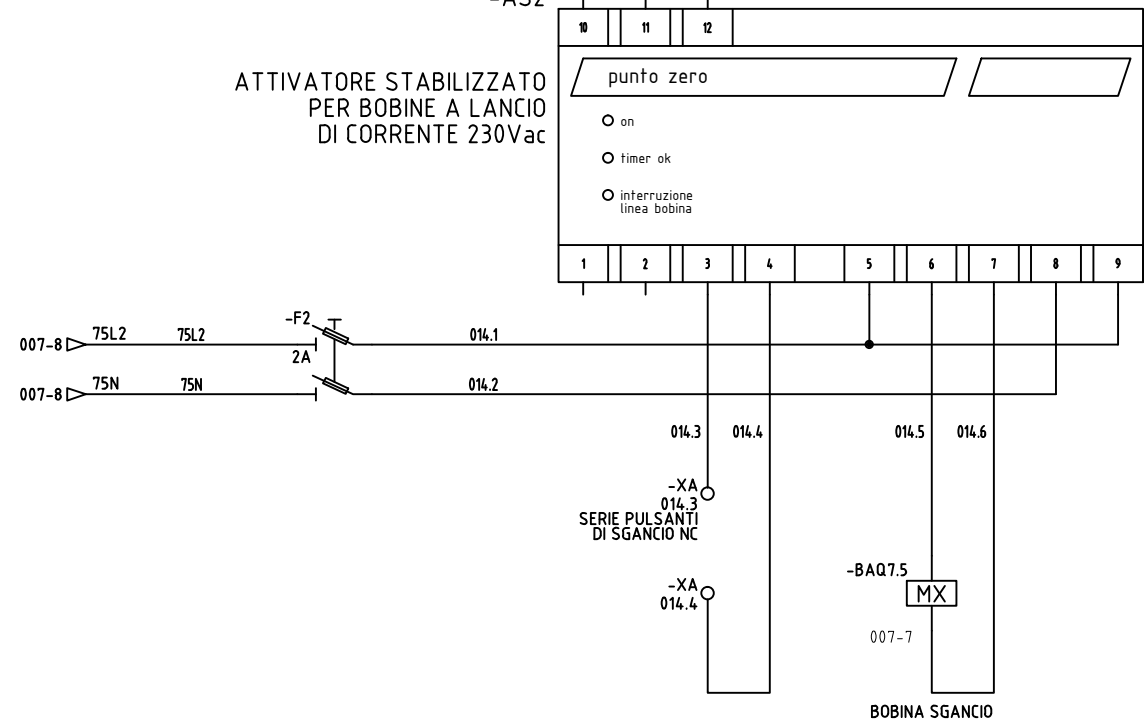 10 11 12
ATTIVATORE STABILIZZATO
PER BOBINE A LANCIO
DI CORRENTE 230Vac
punto zero
on
timer ok
interruzione
linea bobina
1 2 3 4 5 6 7 8 9
-F2
007-8 75L2 75L2 014.1
2A
007-8 75N 75N 014.2
014.3 014.4 014.5 014.6
-XA
014.3
SERIE PULSANTI
DI SGANCIO NC
-XA
014.4
-BAQ7.5
MX
007-7
BOBINA SGANCIO